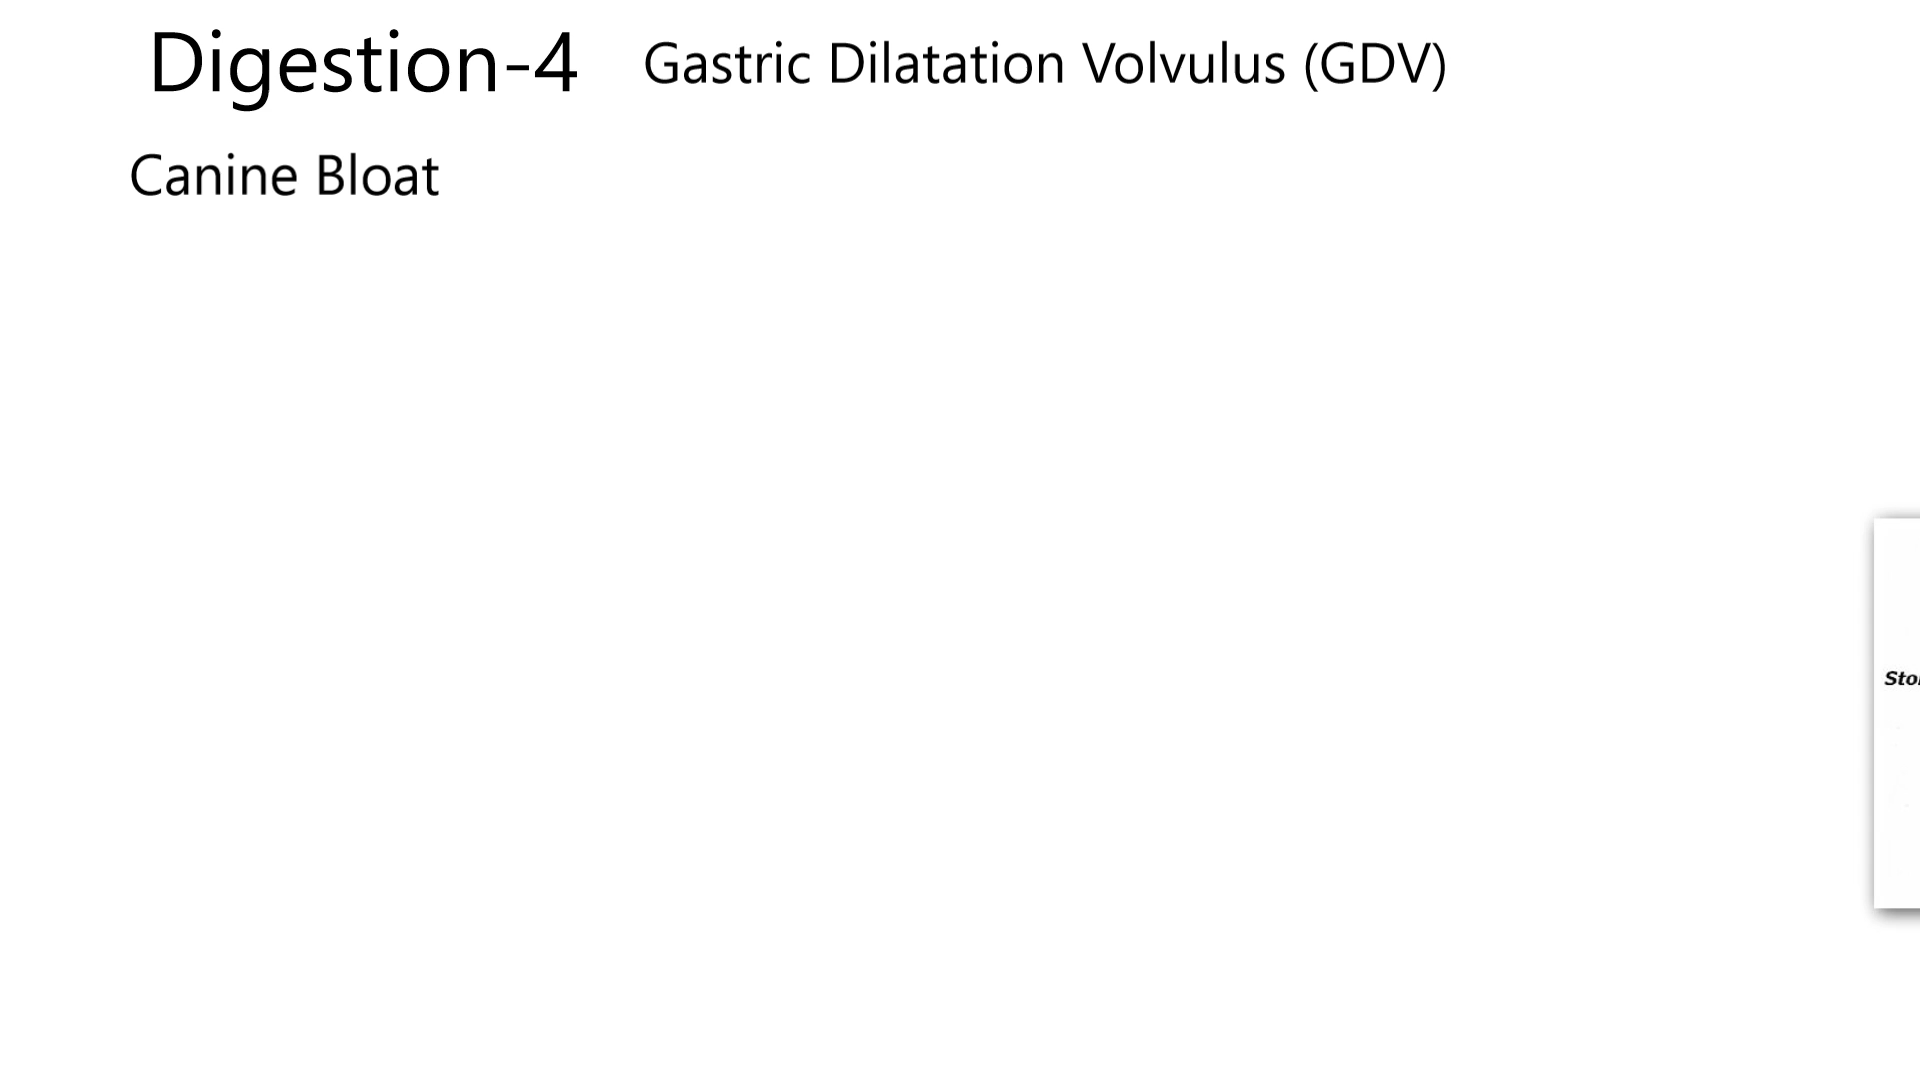 Digestion-4 Gastric Dilatation Volvulus (GDV)
Canine Bloat